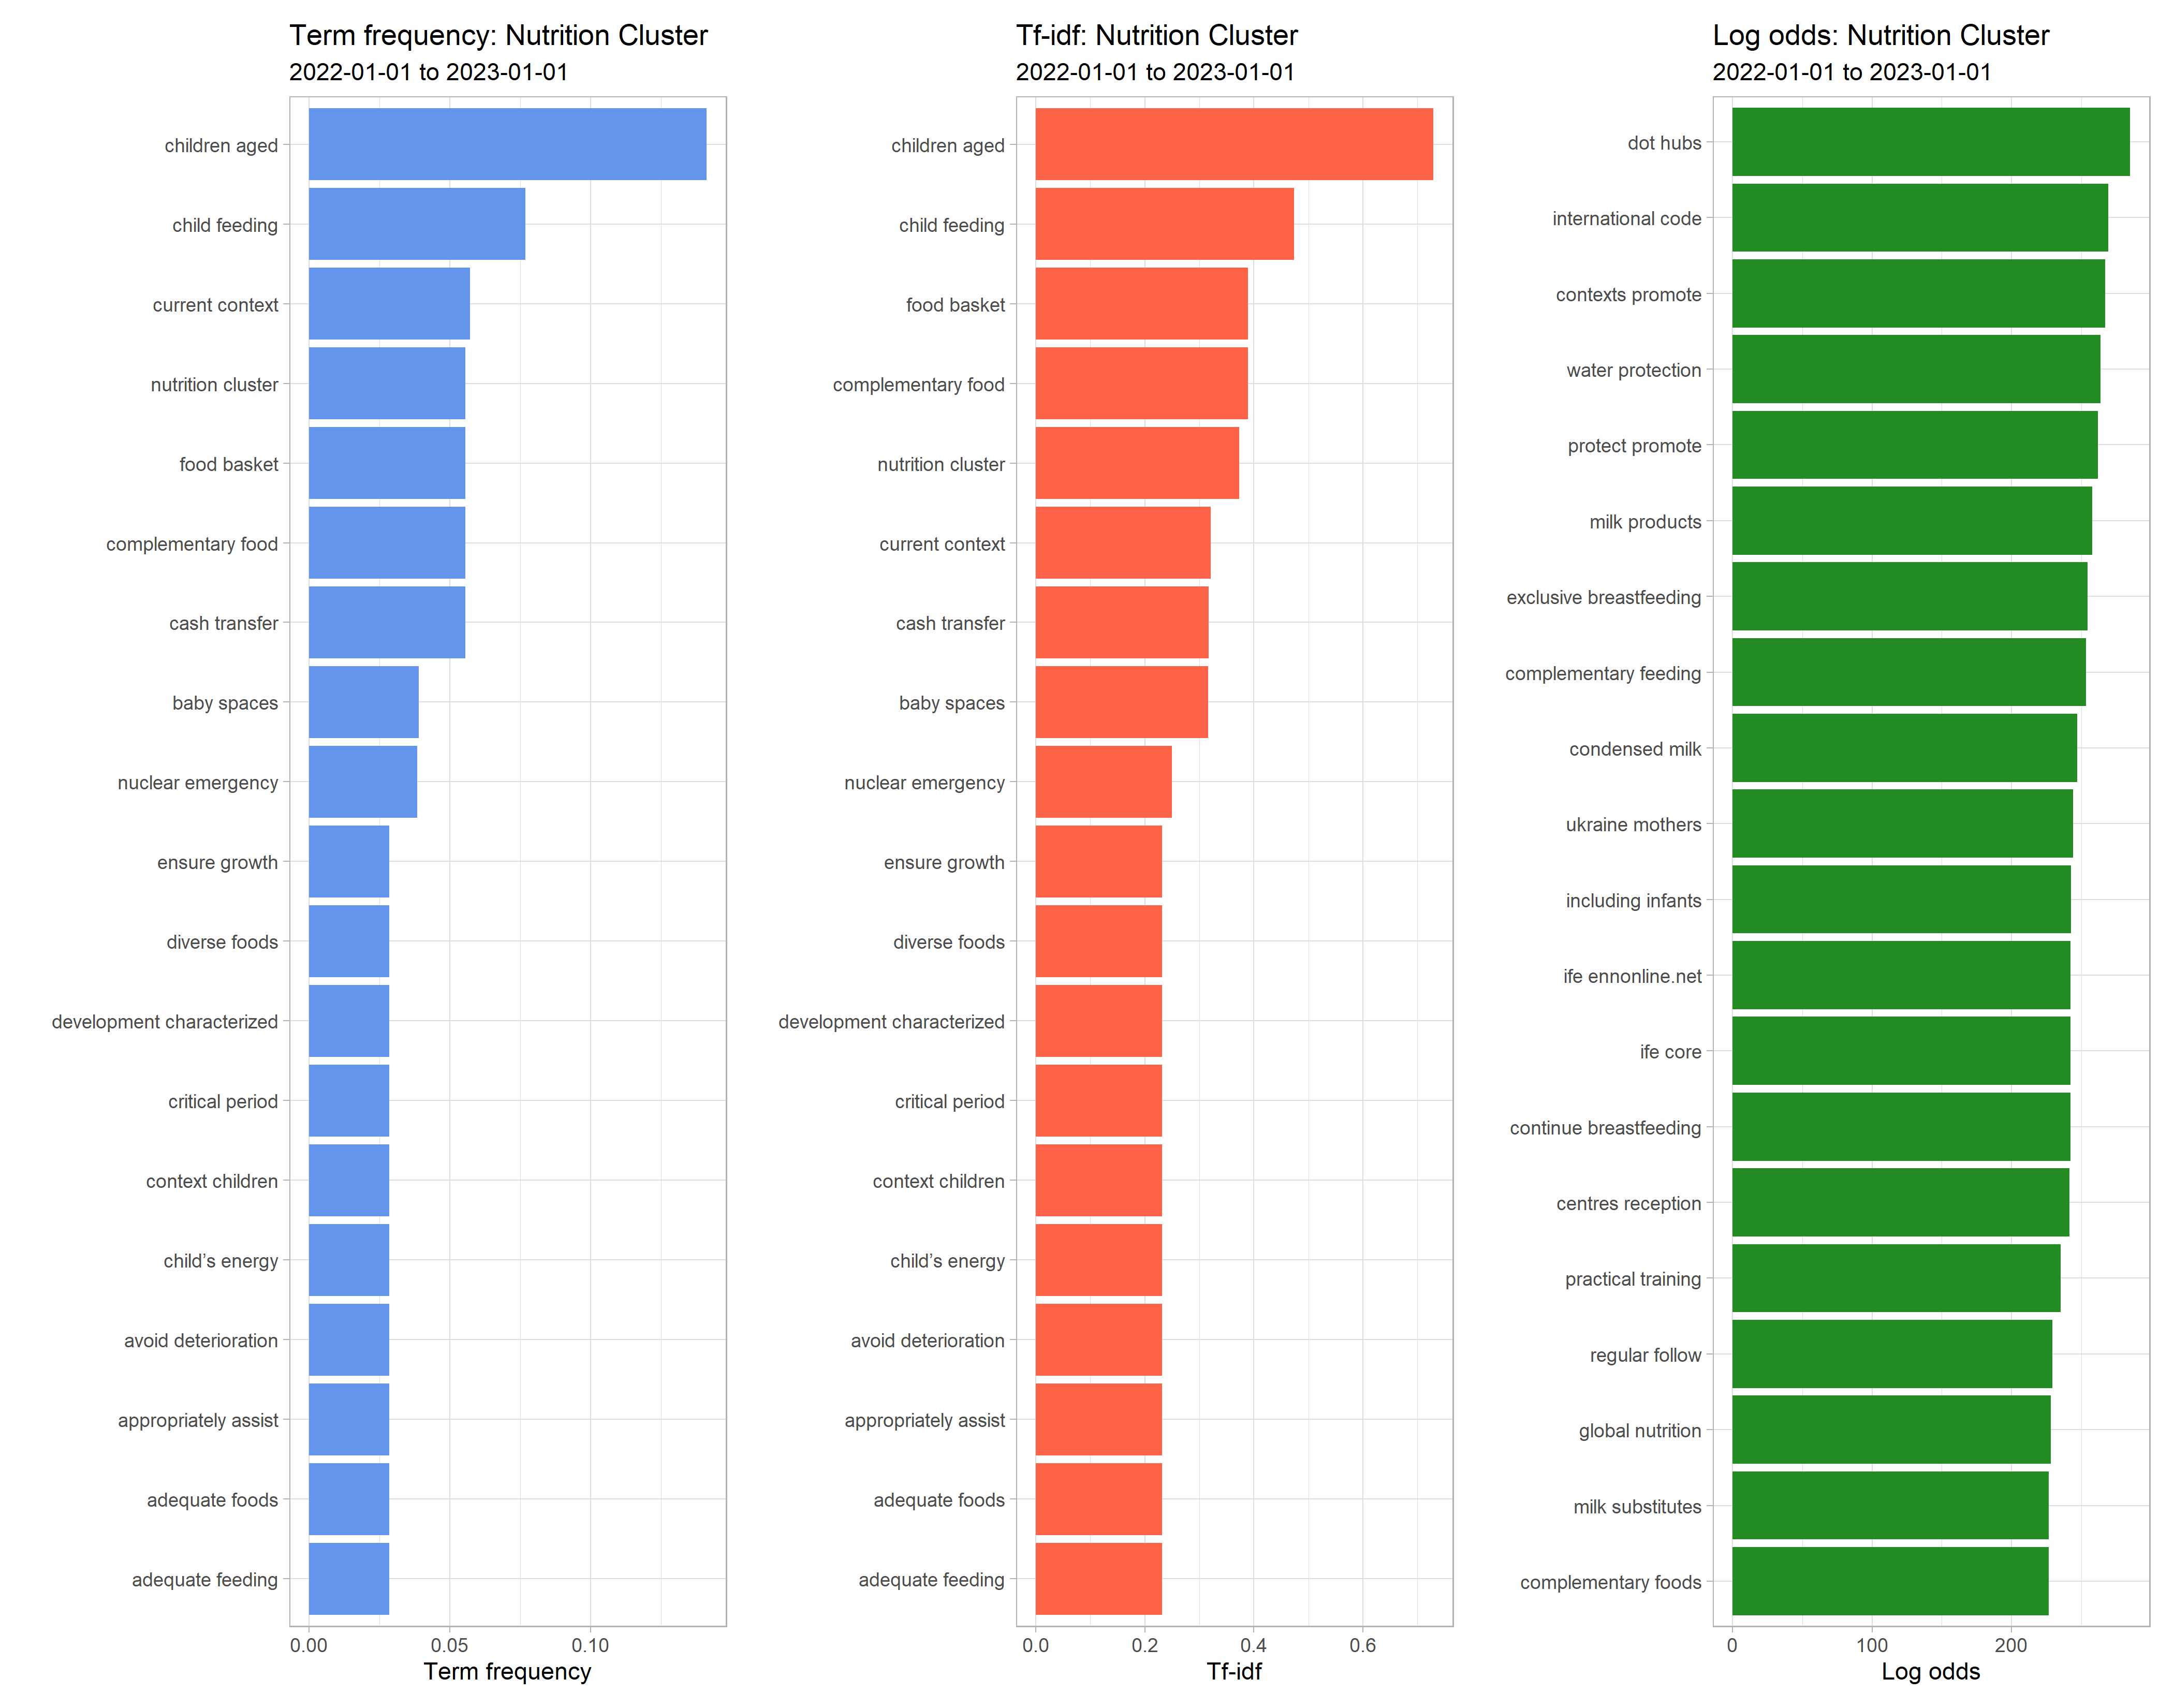 Term frequency: Nutrition Cluster
2022-01-01 to 2023-01-01
children aged
child feeding
current context
nutrition cluster
food basket
complementary food
cash transfer
baby spaces
nuclear emergency
ensure growth
diverse foods
development characterized
critical period
context children
child’s energy
avoid deterioration
appropriately assist
adequate foods
adequate feeding
0.00 0.05 0.10
Term frequency
Tf-idf: Nutrition Cluster
2022-01-01 to 2023-01-01
children aged
child feeding
food basket
complementary food
nutrition cluster
current context
cash transfer
baby spaces
nuclear emergency
ensure growth
diverse foods
development characterized
critical period
context children
child’s energy
avoid deterioration
appropriately assist
adequate foods
adequate feeding
0.0 0.2 0.4 0.6
Tf-idf
Log odds: Nutrition Cluster
2022-01-01 to 2023-01-01
dot hubs
international code
contexts promote
water protection
protect promote
milk products
exclusive breastfeeding
complementary feeding
condensed milk
ukraine mothers
including infants
ife ennonline.net
ife core
continue breastfeeding
centres reception
practical training
regular follow
global nutrition
milk substitutes
complementary foods
0 100 200
Log odds